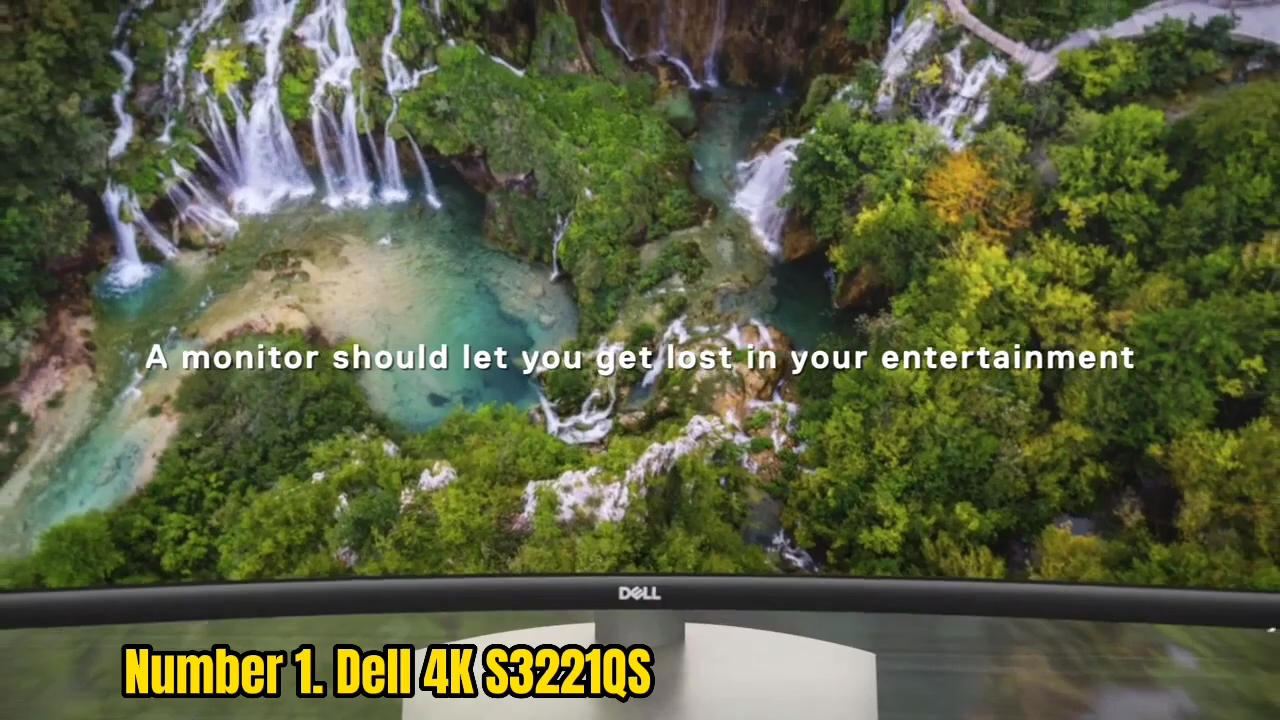 A monitor should let you get lost in your entertainment
DELL
Number 1. Dell 4K S3221QS